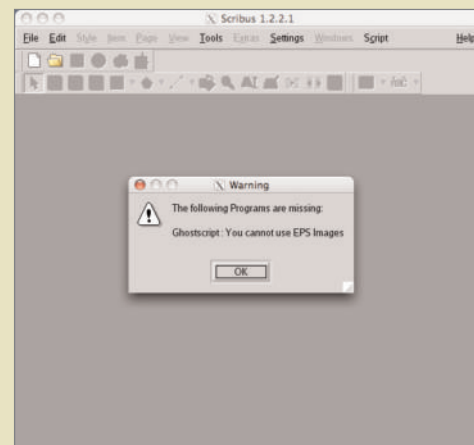 Scribus 1.2.2.1
File Edit Style Item Page View Tools Extras Settings Windows Script Help
Warning
The following Programs are missing:
Ghostscript : You cannot use EPS Images
OK